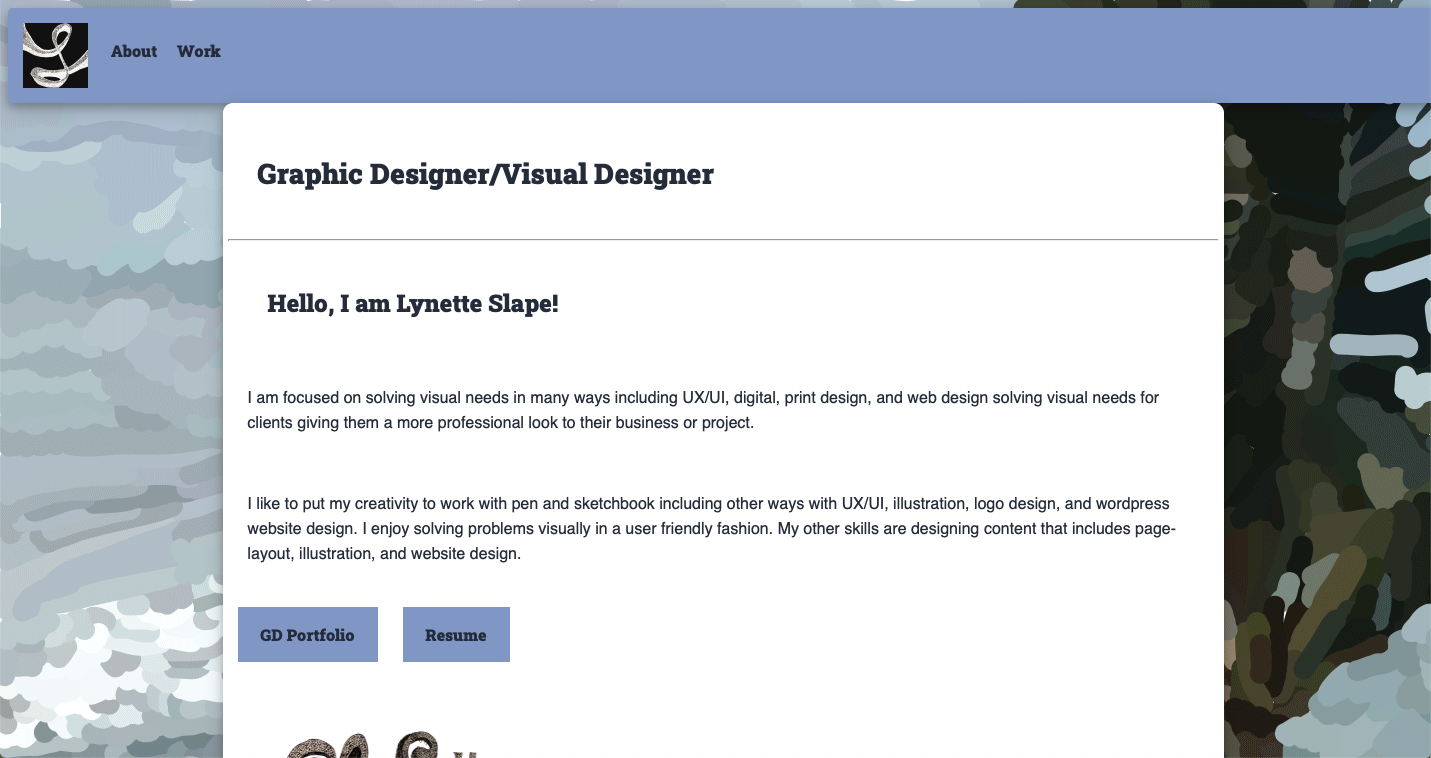 About Work
Graphic Designer/Visual Designer
Hello, I am Lynette Slape!
I am focused on solving visual needs in many ways including UX/UI, digital, print design, and web design solving visual needs for
clients giving them a more professional look to their business or project.
I like to put my creativity to work with pen and sketchbook including other ways with UX/UI, illustration, logo design, and wordpress
website design. I enjoy solving problems visually in a user friendly fashion. My other skills are designing content that includes page-
layout, illustration, and website design.
GD Portfolio Resume